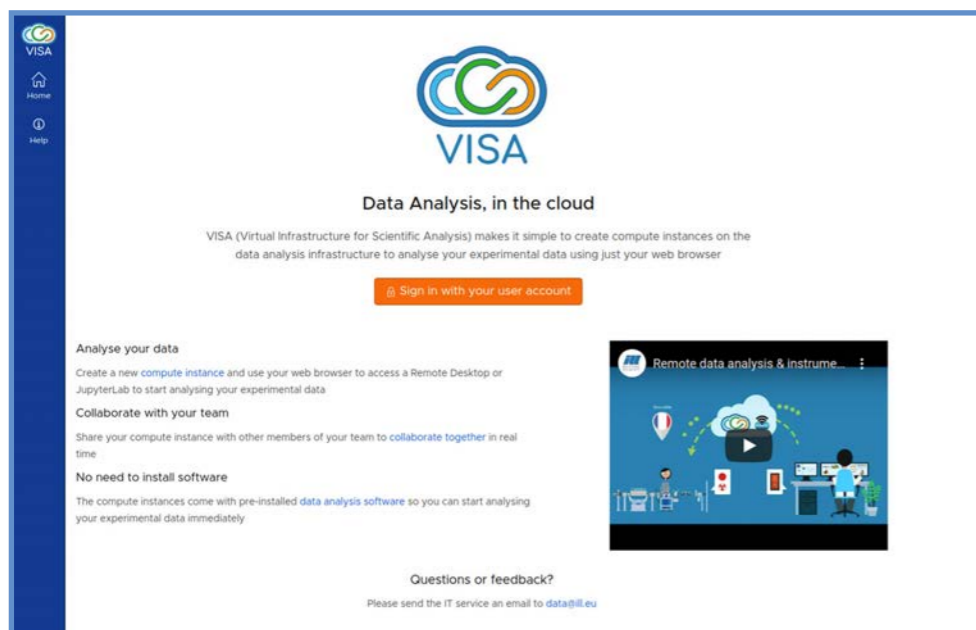 VISA
Home
Help
VISA
Data Analysis, in the cloud
VISA (Virtual Infrastructure for Scientific Analysis) makes it simple to create compute instances on the
data analysis infrastructure to analyse your experimental data using just your web browser
Sign in with your user account
Analyse your data
Create a new compute instance and use your web browser to access a Remote Desktop or
JupyterLab to start analysing your experimental data
Collaborate with your team
Share your compute instance with other members of your team to collaborate together in real
time
No need to install software
The compute instances come with pre-installed data analysis software so you can start analysing
your experimental data immediately
Remote data analysis & instrume...
Questions or feedback?
Please send the IT service an email to data@ill.eu